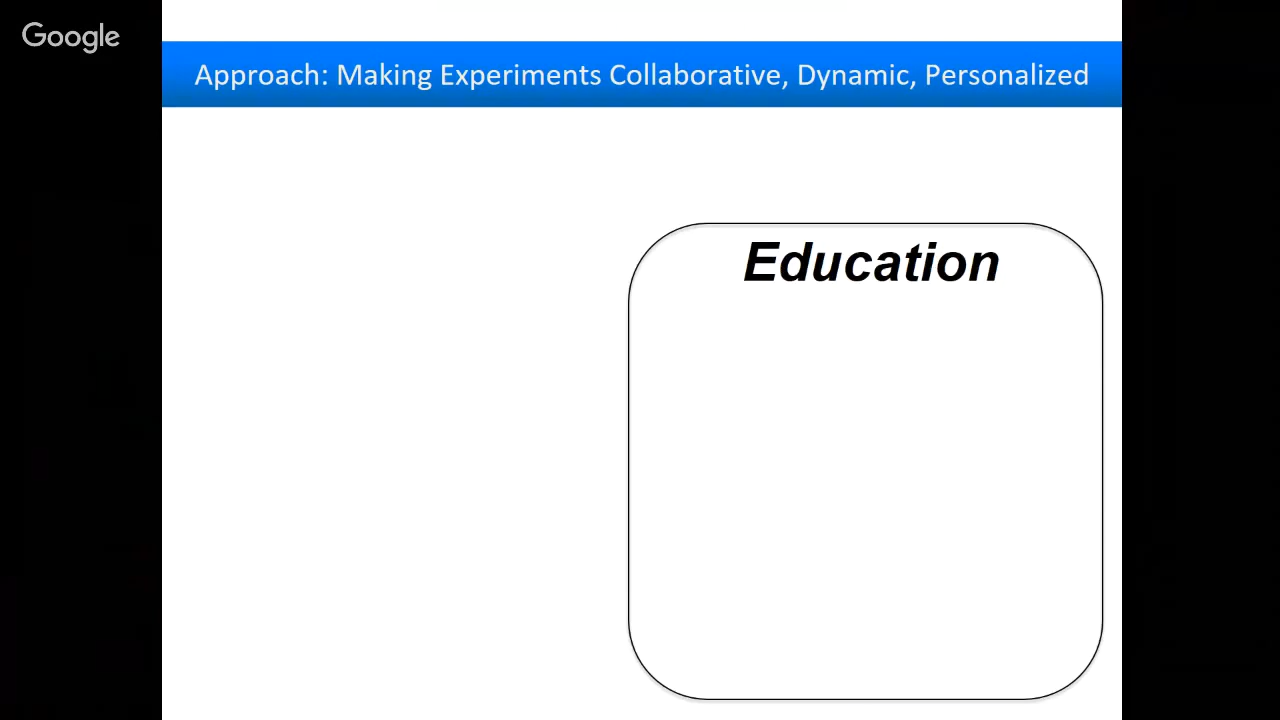 Google
Approach: Making Experiments Collaborative, Dynamic, Personalized
Education